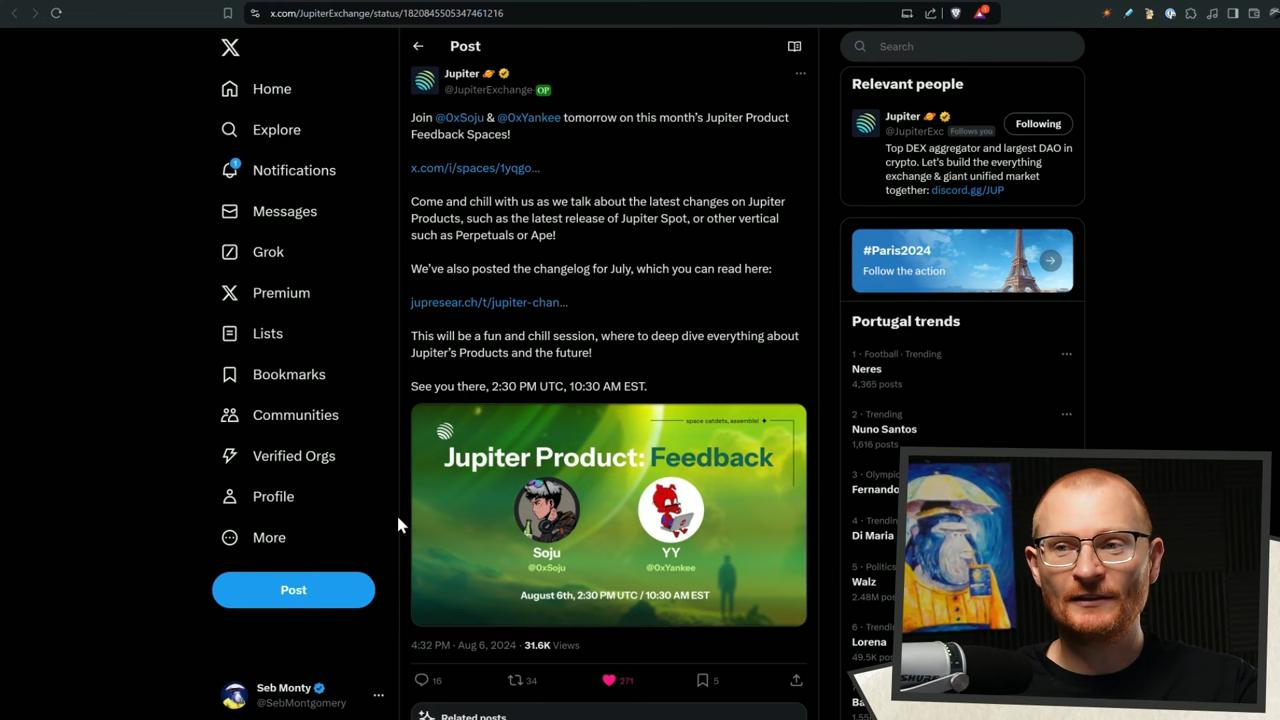 x.com/JupiterExchange/status/1820845505347461216
1
Home
Explore
1
Notifications
Messages
Grok
Premium
Lists
Bookmarks
Communities
Verified Orgs
Profile
More
Post
Seb Monty
@SebMontgomery
Post
Jupiter
@JupiterExchange OP
Join @0xSoju & @0xYankee tomorrow on this month's Jupiter Product
Feedback Spaces!
x.com/i/spaces/1yqgo…
Come and chill with us as we talk about the latest changes on Jupiter
Products, such as the latest release of Jupiter Spot, or other vertical
such as Perpetuals or Ape!
We've also posted the changelog for July, which you can read here:
jupresear.ch/t/jupiter-chan…
This will be a fun and chill session, where to deep dive everything about
Jupiter's Products and the future!
See you there, 2:30 PM UTC, 10:30 AM EST.
space catdets, assemble!
Jupiter Product: Feedback
Soju
@0xSoju
YY
@0xYankee
August 6th, 2:30 PM UTC / 10:30 AM EST
4:32 PM · Aug 6, 2024 · 31.6K Views
16
34
271
5
Related posts
Search
Relevant people
Jupiter
@JupiterExc Follows you
Following
Top DEX aggregator and largest DAO in
crypto. Let's build the everything
exchange & giant unified market
together: discord.gg/JUP
#Paris2024
Follow the action
Portugal trends
1 · Football · Trending
Neres
4,365 posts
2 · Trending
Nuno Santos
1,616 posts
3 · Olympic
Fernando
4 · Trending
Di Maria
5 · Politics
Walz
2.48M pos
6 · Trending
Lorena
49.5K pos
SHURE